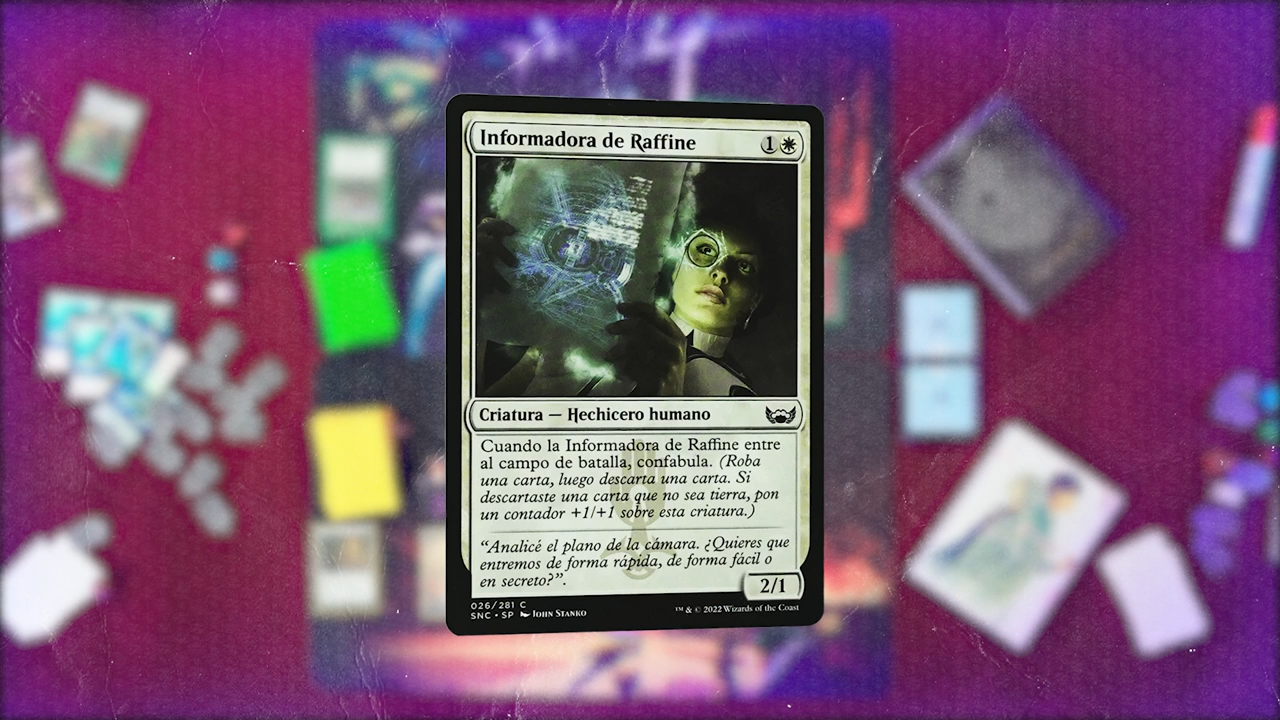 Informadora de Raffine 1
Criatura — Hechicero humano
Cuando la Informadora de Raffine entre
al campo de batalla, confabula. (Roba
una carta, luego descarta una carta. Si
descartaste una carta que no sea tierra, pon
un contador +1/+1 sobre esta criatura.)
“Analicé el plano de la cámara. ¿Quieres que
entremos de forma rápida, de forma fácil o
en secreto?”.
2/1
026/281 C
SNC • SP John Stanko
™ & © 2022 Wizards of the Coast